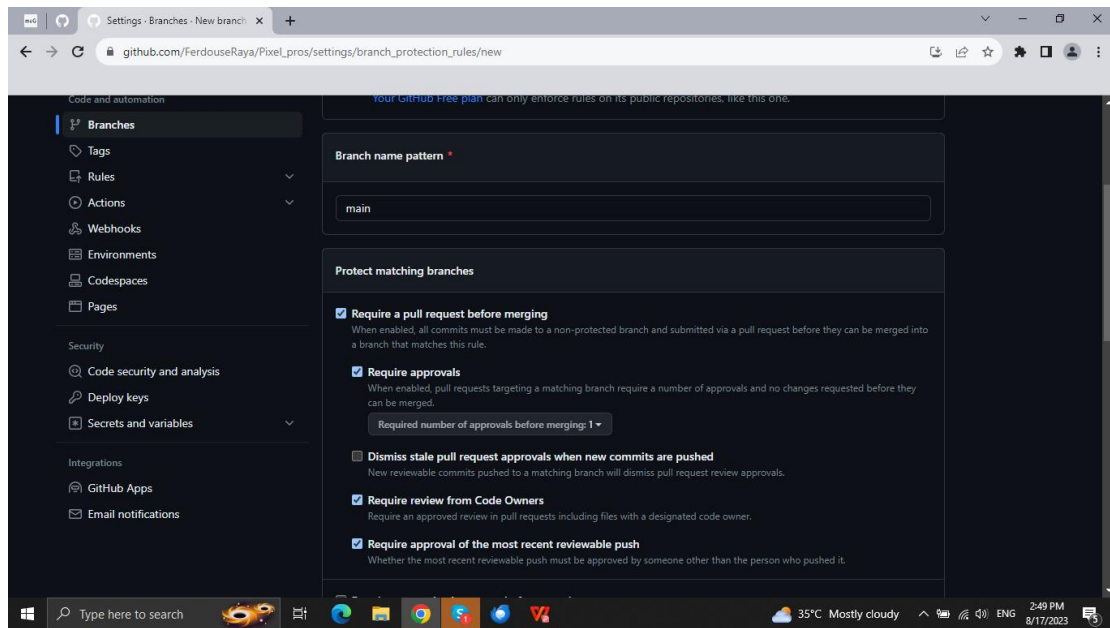 Settings · Branches · New branch
github.com/FerdouseRaya/Pixel_pros/settings/branch_protection_rules/new
Code and automation
Branches
Tags
Rules
Actions
Webhooks
Environments
Codespaces
Pages
Security
Code security and analysis
Deploy keys
Secrets and variables
Integrations
GitHub Apps
Email notifications
Your GitHub Free plan can only enforce rules on its public repositories, like this one.
Branch name pattern *
main
Protect matching branches
Require a pull request before merging
When enabled, all commits must be made to a non-protected branch and submitted via a pull request before they can be merged into
a branch that matches this rule.
Require approvals
When enabled, pull requests targeting a matching branch require a number of approvals and no changes requested before they
can be merged.
Required number of approvals before merging: 1
Dismiss stale pull request approvals when new commits are pushed
New reviewable commits pushed to a matching branch will dismiss pull request review approvals.
Require review from Code Owners
Require an approved review in pull requests including files with a designated code owner.
Require approval of the most recent reviewable push
Whether the most recent reviewable push must be approved by someone other than the person who pushed it.
Type here to search
35°C Mostly cloudy
ENG
2:49 PM
8/17/2023